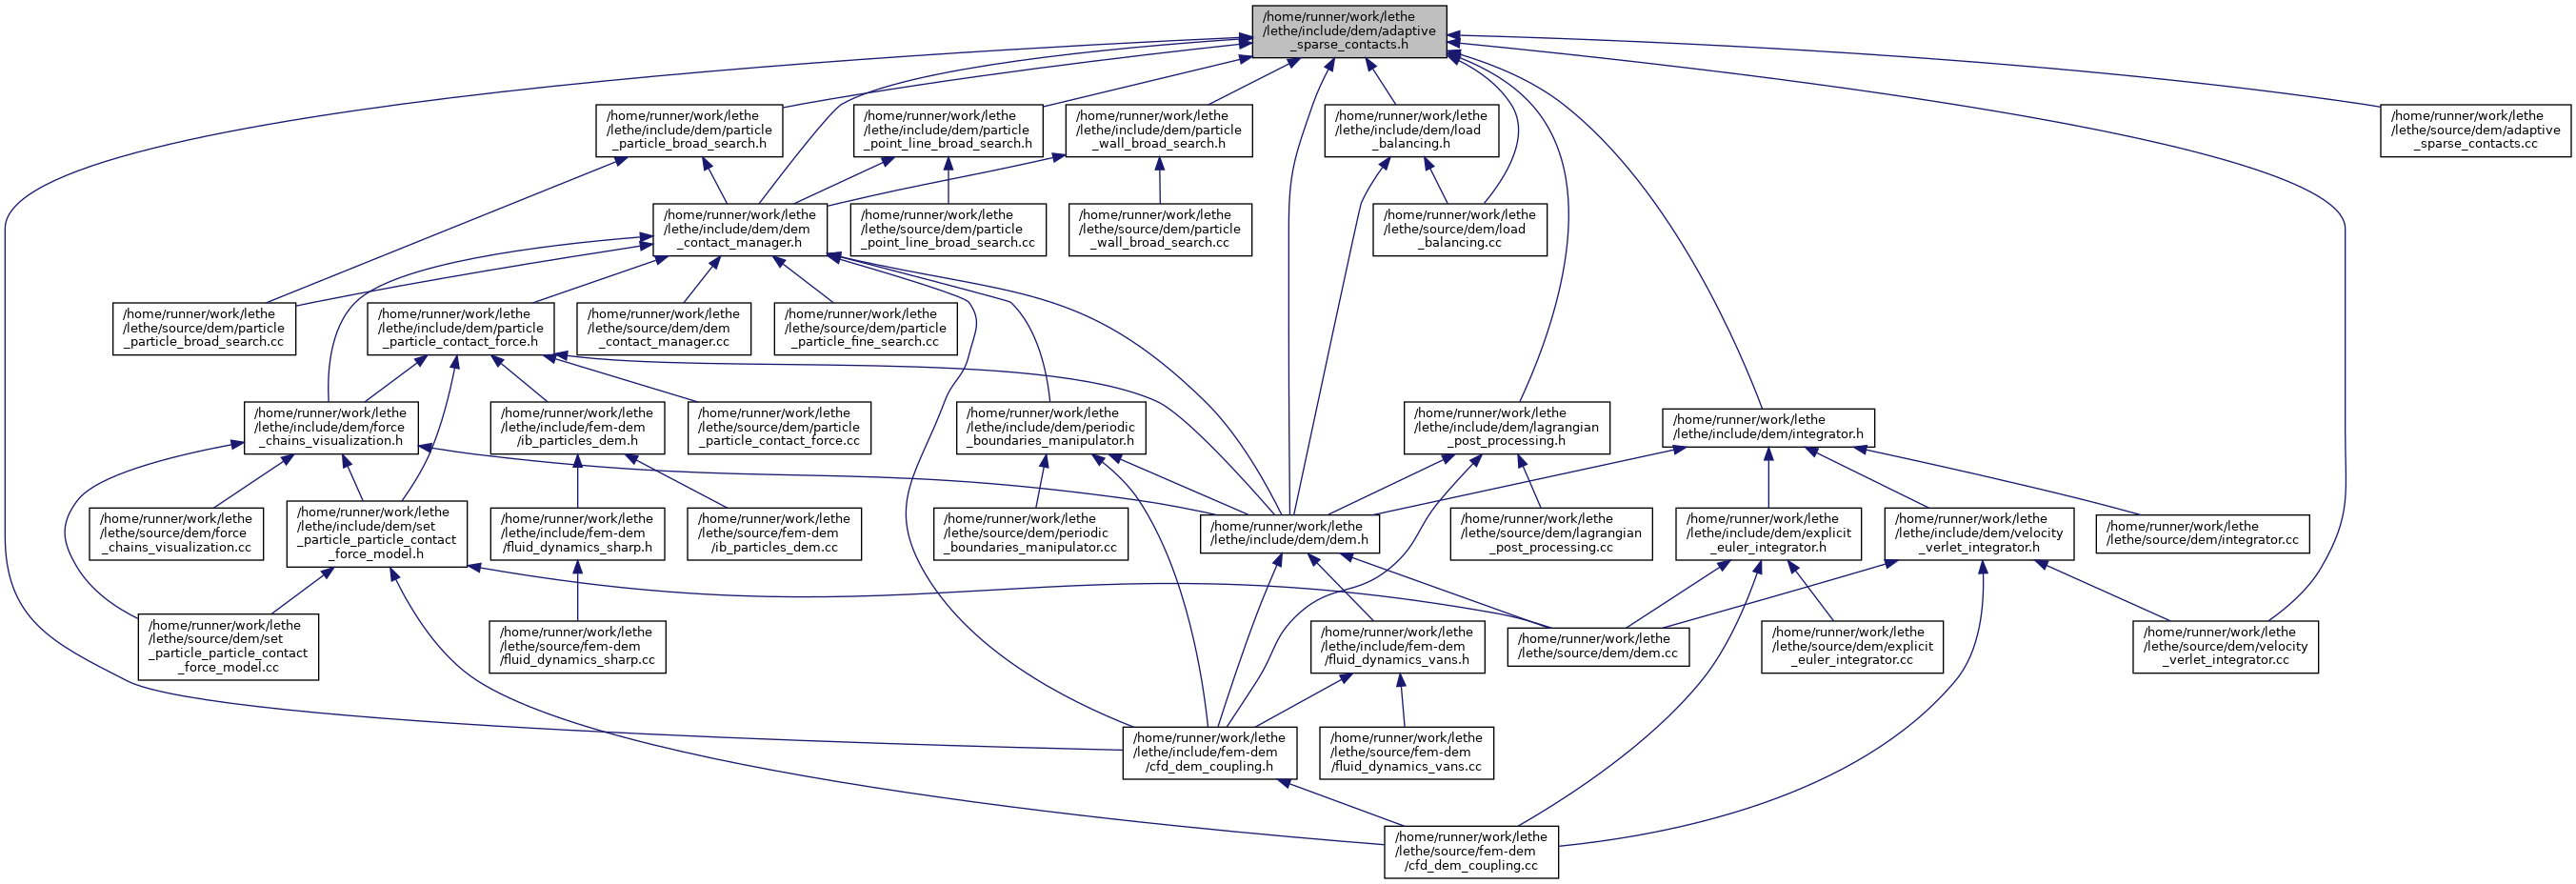 /home/runner/work/lethe
/lethe/include/dem/adaptive
_sparse_contacts.h
/home/runner/work/lethe
/lethe/include/dem/particle
_particle_broad_search.h
/home/runner/work/lethe
/lethe/include/dem/particle
_point_line_broad_search.h
/home/runner/work/lethe
/lethe/include/dem/particle
_wall_broad_search.h
/home/runner/work/lethe
/lethe/include/dem/load
_balancing.h
/home/runner/work/lethe
/lethe/source/dem/adaptive
_sparse_contacts.cc
/home/runner/work/lethe
/lethe/include/dem/dem
_contact_manager.h
/home/runner/work/lethe
/lethe/source/dem/particle
_point_line_broad_search.cc
/home/runner/work/lethe
/lethe/source/dem/particle
_wall_broad_search.cc
/home/runner/work/lethe
/lethe/source/dem/load
_balancing.cc
/home/runner/work/lethe
/lethe/source/dem/particle
_particle_broad_search.cc
/home/runner/work/lethe
/lethe/include/dem/particle
_particle_contact_force.h
/home/runner/work/lethe
/lethe/source/dem/dem
_contact_manager.cc
/home/runner/work/lethe
/lethe/source/dem/particle
_particle_fine_search.cc
/home/runner/work/lethe
/lethe/include/dem/force
_chains_visualization.h
/home/runner/work/lethe
/lethe/include/fem-dem
/ib_particles_dem.h
/home/runner/work/lethe
/lethe/source/dem/particle
_particle_contact_force.cc
/home/runner/work/lethe
/lethe/include/dem/periodic
_boundaries_manipulator.h
/home/runner/work/lethe
/lethe/include/dem/lagrangian
_post_processing.h
/home/runner/work/lethe
/lethe/include/dem/integrator.h
/home/runner/work/lethe
/lethe/source/dem/force
_chains_visualization.cc
/home/runner/work/lethe
/lethe/include/dem/set
_particle_particle_contact
_force_model.h
/home/runner/work/lethe
/lethe/include/fem-dem
/fluid_dynamics_sharp.h
/home/runner/work/lethe
/lethe/source/fem-dem
/ib_particles_dem.cc
/home/runner/work/lethe
/lethe/source/dem/periodic
_boundaries_manipulator.cc
/home/runner/work/lethe
/lethe/include/dem/dem.h
/home/runner/work/lethe
/lethe/source/dem/lagrangian
_post_processing.cc
/home/runner/work/lethe
/lethe/include/dem/explicit
_euler_integrator.h
/home/runner/work/lethe
/lethe/include/dem/velocity
_verlet_integrator.h
/home/runner/work/lethe
/lethe/source/dem/integrator.cc
/home/runner/work/lethe
/lethe/source/dem/set
_particle_particle_contact
_force_model.cc
/home/runner/work/lethe
/lethe/source/fem-dem
/fluid_dynamics_sharp.cc
/home/runner/work/lethe
/lethe/include/fem-dem
/fluid_dynamics_vans.h
/home/runner/work/lethe
/lethe/source/dem/dem.cc
/home/runner/work/lethe
/lethe/source/dem/explicit
_euler_integrator.cc
/home/runner/work/lethe
/lethe/source/dem/velocity
_verlet_integrator.cc
/home/runner/work/lethe
/lethe/include/fem-dem
/cfd_dem_coupling.h
/home/runner/work/lethe
/lethe/source/fem-dem
/fluid_dynamics_vans.cc
/home/runner/work/lethe
/lethe/source/fem-dem
/cfd_dem_coupling.cc